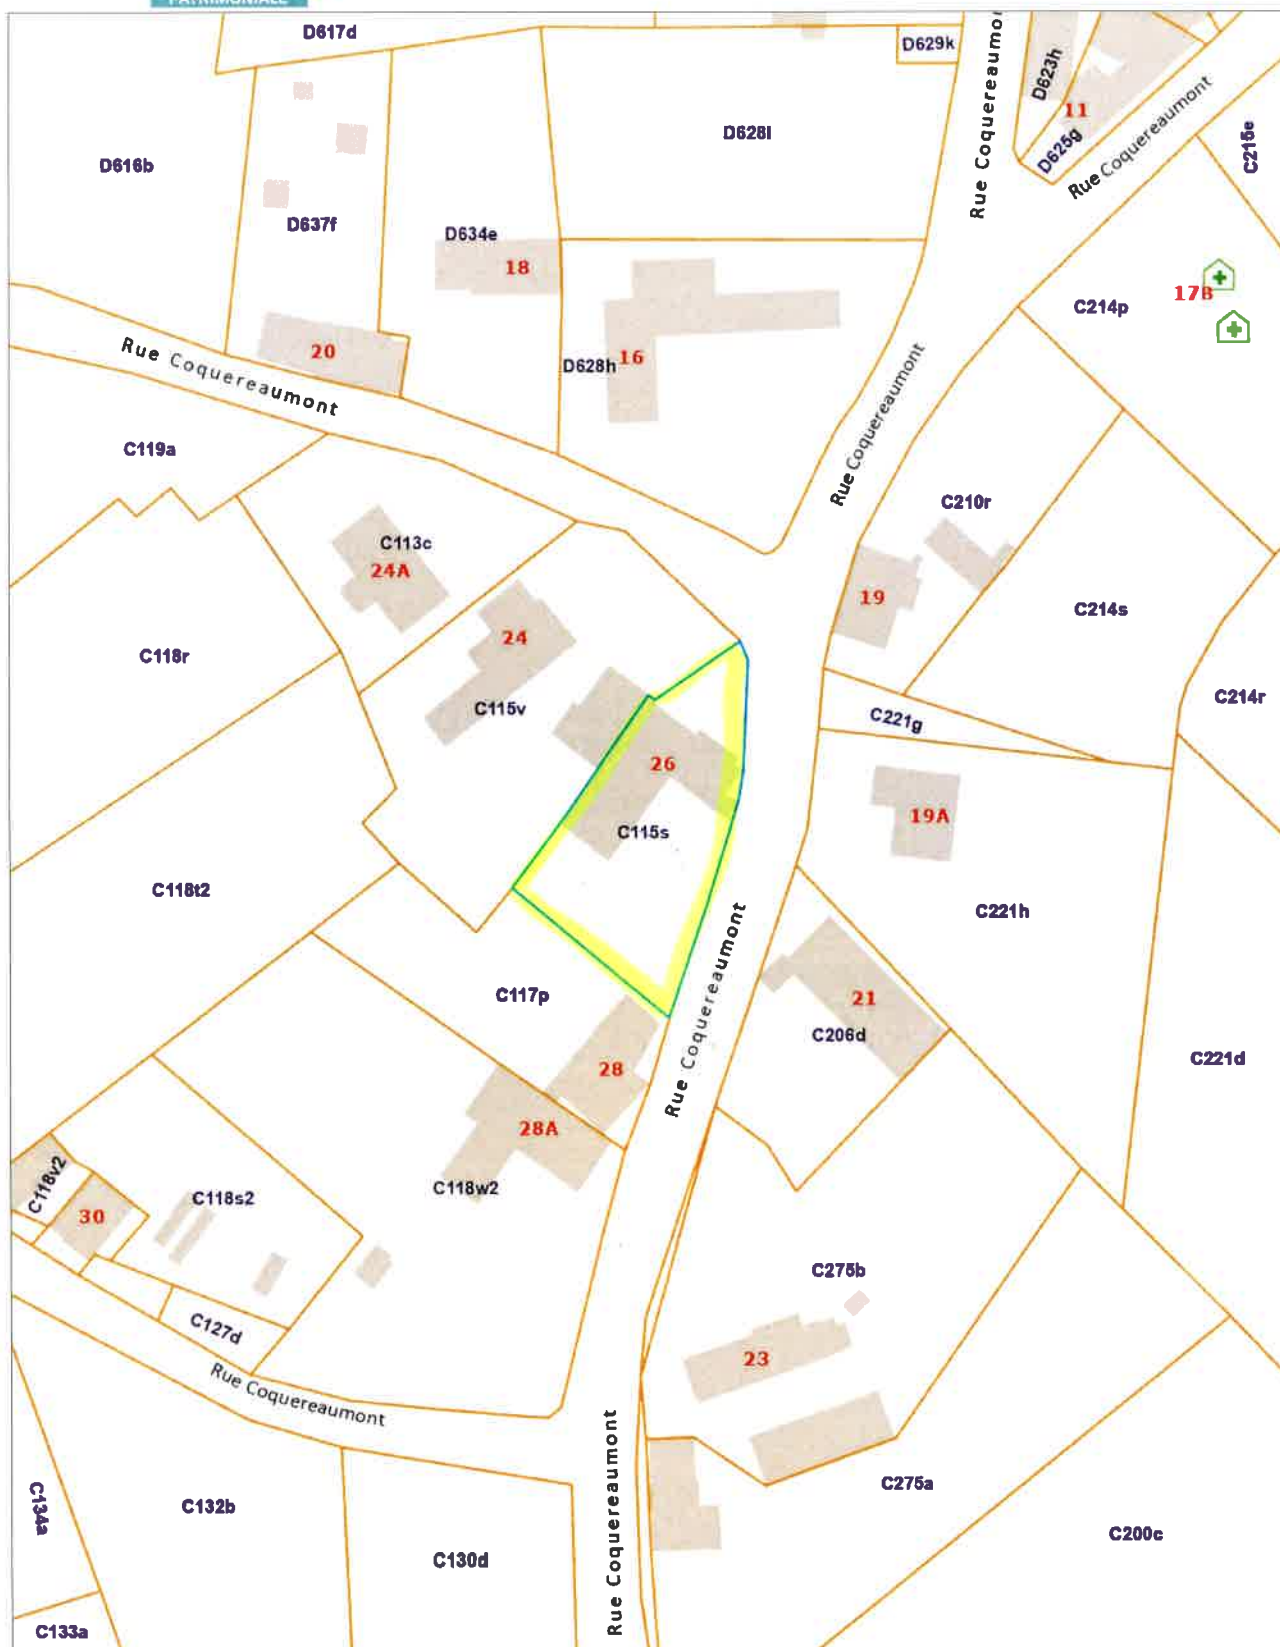 PATRIMONIALE
D617d
D629k
Rue Coquereaumont
D623h
11
D625g
Rue Coquereaumont
C215e
D616b
D628l
D637f
D634e
18
C214p
17B
Rue Coquereaumont
20
D628h
16
Rue Coquereaumont
C119a
C210r
C113c
24A
19
C214s
24
C118r
C115v
C221g
C214r
26
C115s
19A
C118t2
C221h
C117p
21
C206d
Rue Coquereaumont
C221d
28
28A
C118v2
C118s2
C118w2
30
C275b
C127d
23
Rue Coquereaumont
C134a
C132b
C130d
Rue Coquereaumont
C275a
C200c
C133a